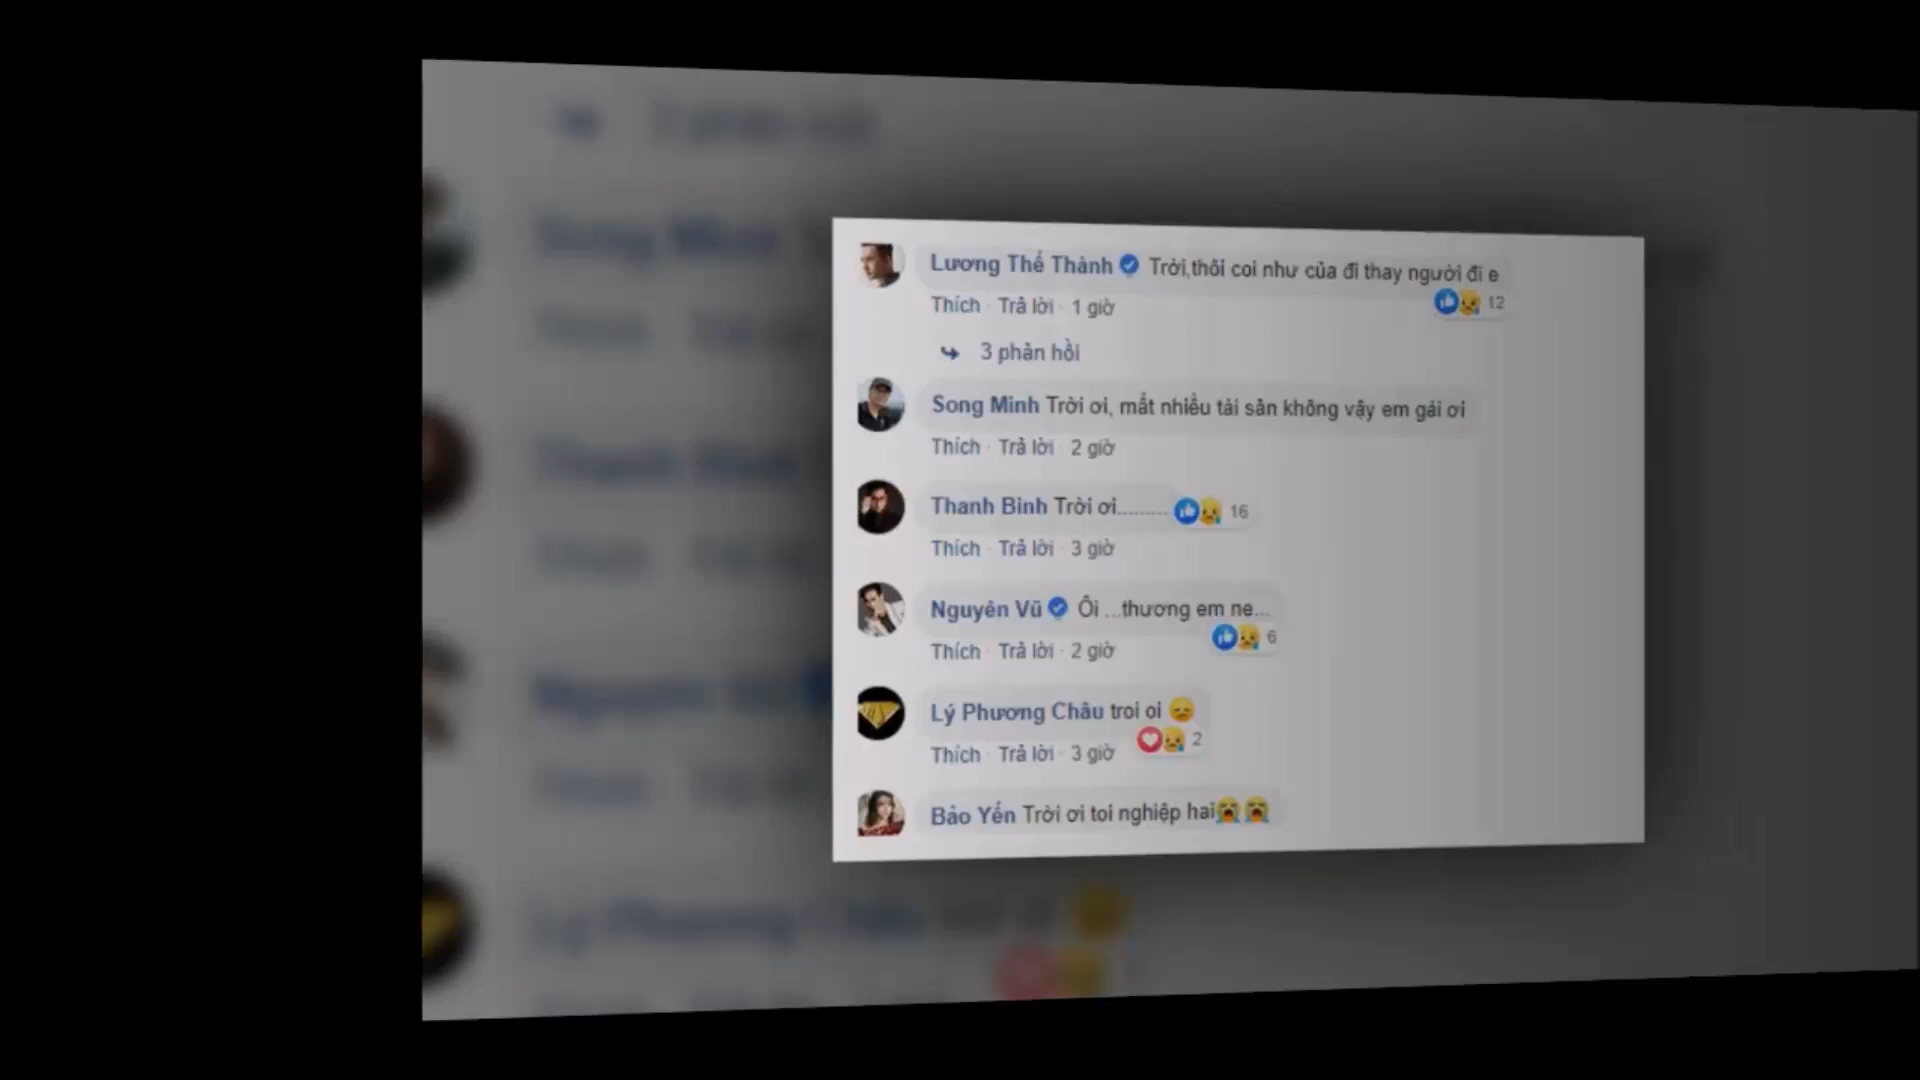 Lương Thế Thành Trời,thôi coi như của đi thay người đi e
12
Thích · Trả lời · 1 giờ
3 phản hồi
Song Minh Trời ơi, mất nhiều tài sản không vậy em gái ơi
Thích · Trả lời · 2 giờ
Thanh Bình Trời ơi.......... 16
Thích · Trả lời · 3 giờ
Nguyên Vũ Ôi ...thương em ne...
6
Thích · Trả lời · 2 giờ
Lý Phương Châu troi oi 😞
2
Thích · Trả lời · 3 giờ
Bảo Yến Trời ơi toi nghiệp hai😭😭